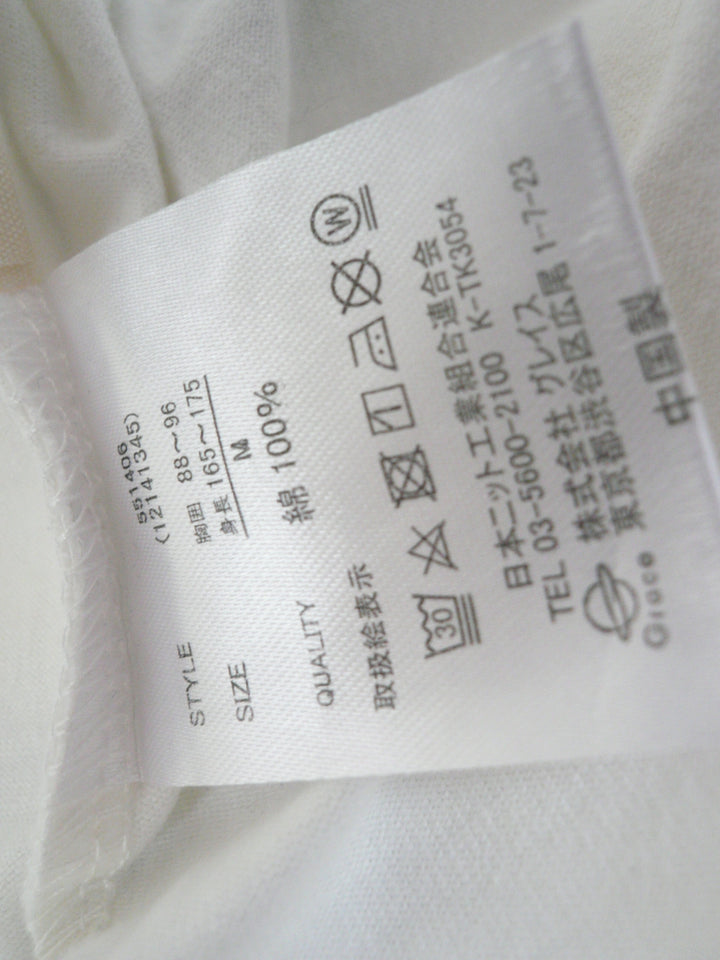 STYLE 551406
(12141345)
SIZE 胸囲 88～96
身長 165～175
M
QUALITY 綿 100%
取扱絵表示
30 W
日本ニット工業組合連合会
TEL 03-5600-2100 K-TK3054
株式会社 グレイス
東京都渋谷区広尾 1-7-23
Grace
中国製